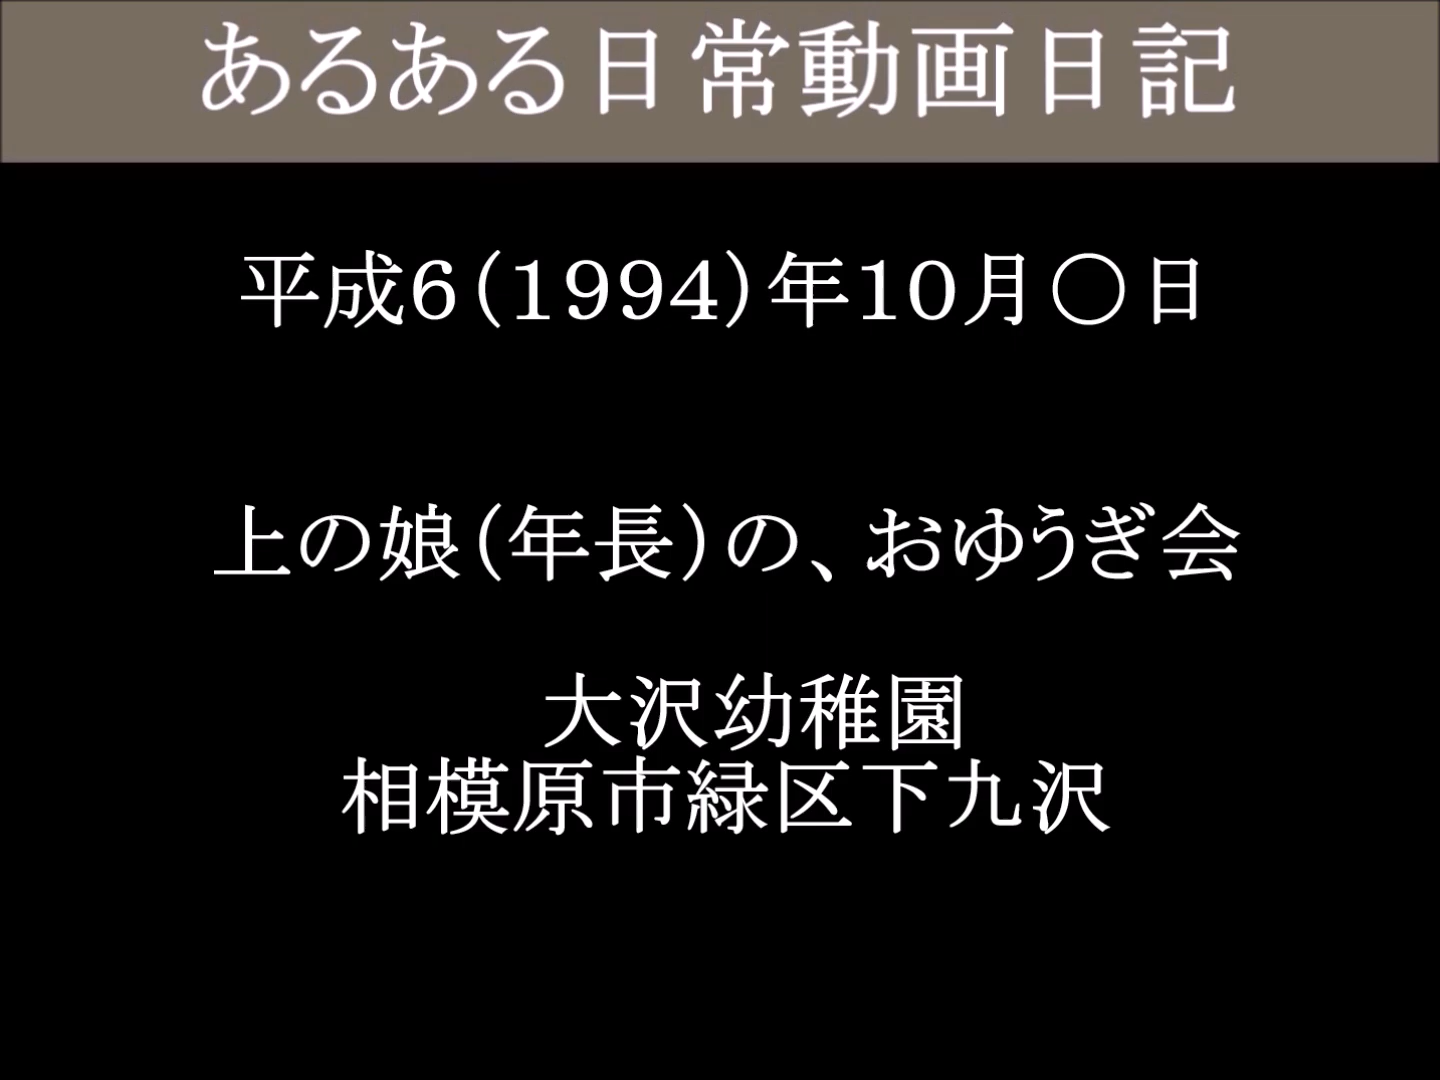 あるある日常動画日記
平成６（１９９４）年１０月〇日
上の娘（年長）の、おゆうぎ会
大沢幼稚園
相模原市緑区下九沢